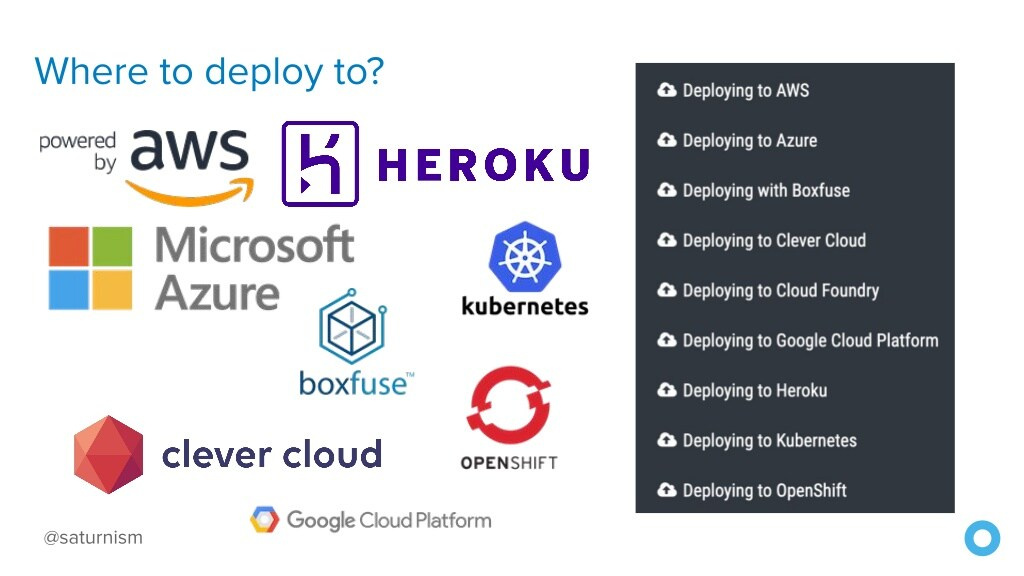 Where to deploy to?
powered
by
aws
HEROKU
Microsoft
Azure
kubernetes
boxfuse™
OPENSHIFT
clever cloud
Google Cloud Platform
@saturnism
Deploying to AWS
Deploying to Azure
Deploying with Boxfuse
Deploying to Clever Cloud
Deploying to Cloud Foundry
Deploying to Google Cloud Platform
Deploying to Heroku
Deploying to Kubernetes
Deploying to OpenShift